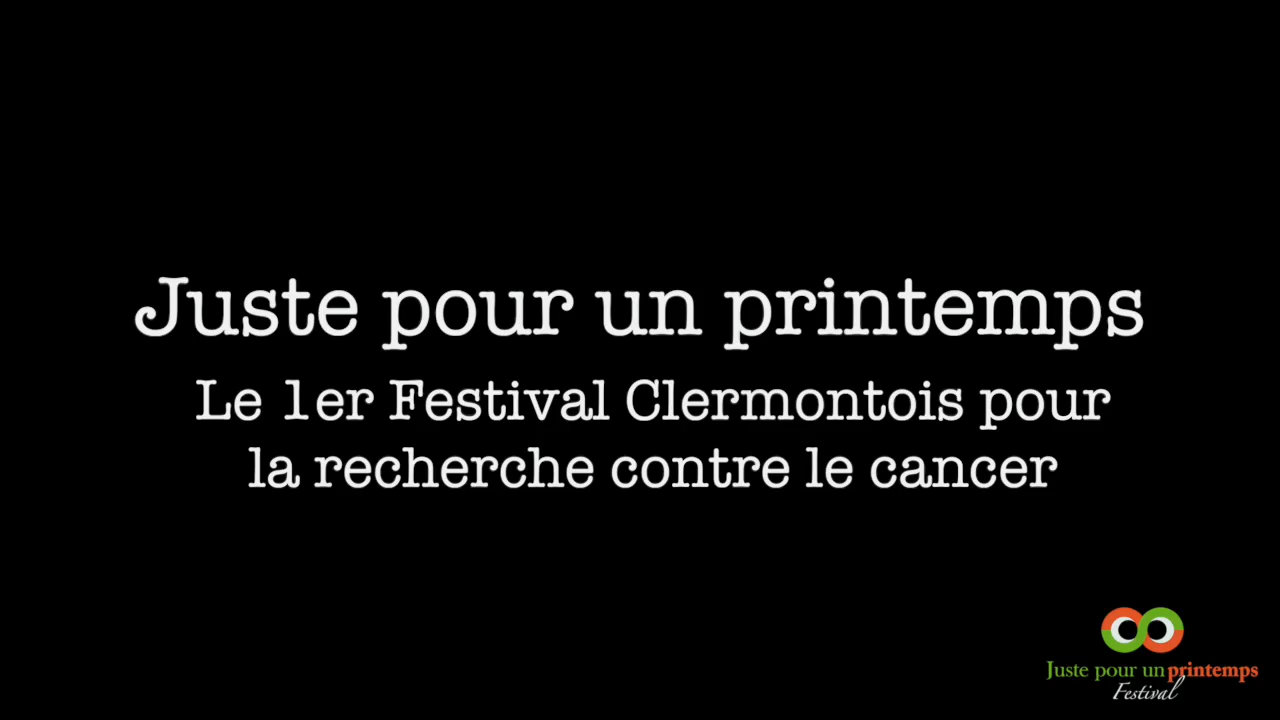 Juste pour un printemps
Le 1er Festival Clermontois pour
la recherche contre le cancer
Juste pour un printemps
Festival